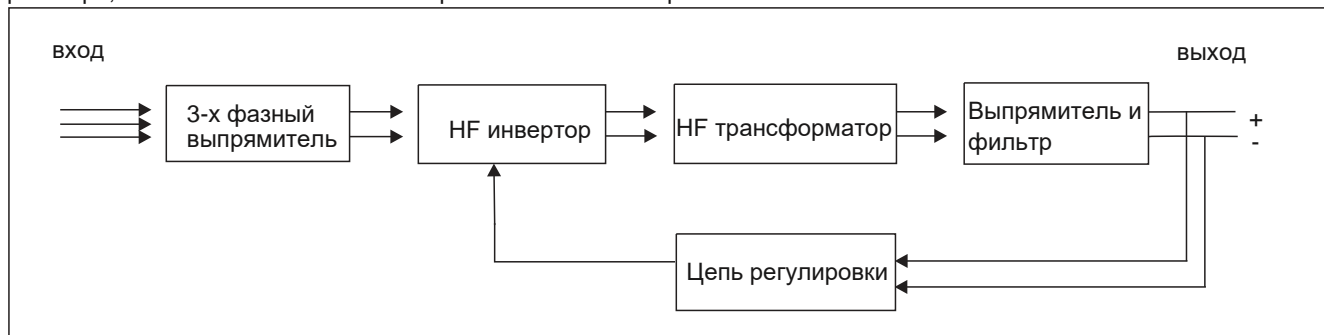 вход
выход
3-х фазный
выпрямитель
HF инвертор
HF трансформатор
Выпрямитель и
фильтр
+
-
Цепь регулировки